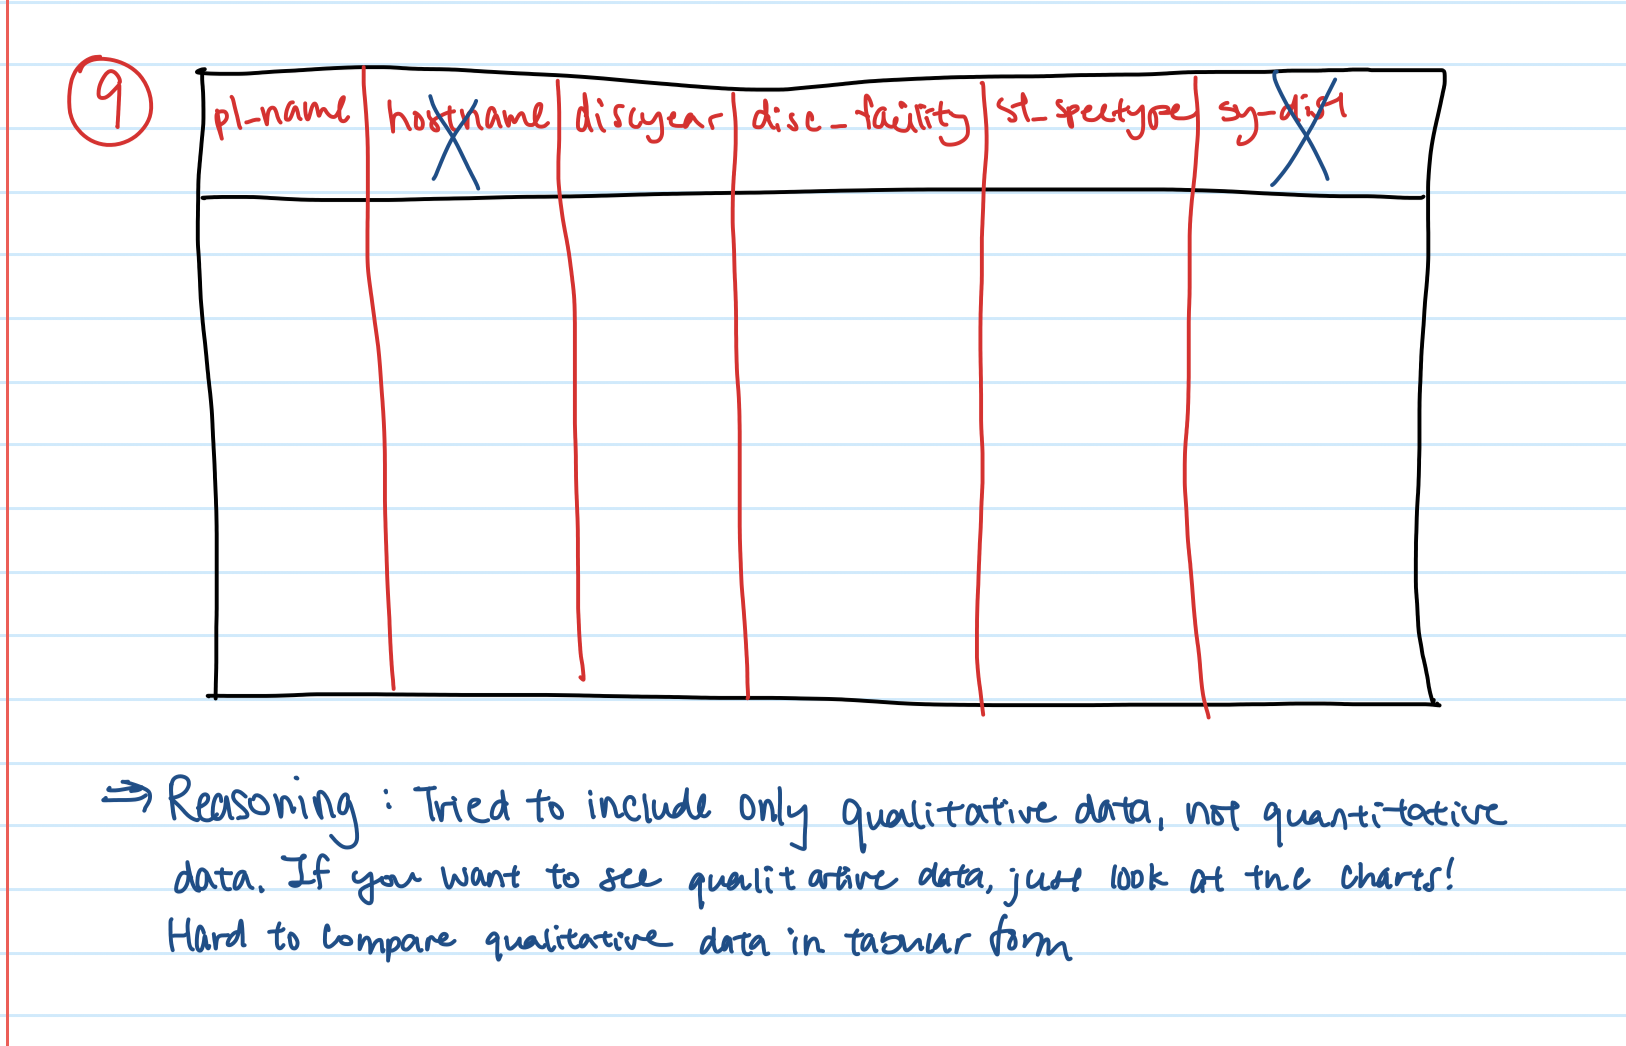 9
pl_name hostname discyear disc_facility st_spectype sy_dist
⇒ Reasoning : Tried to include only qualitative data, not quantitative
data. If you want to see qualitative data, just look at the charts!
Hard to compare qualitative data in tabular form